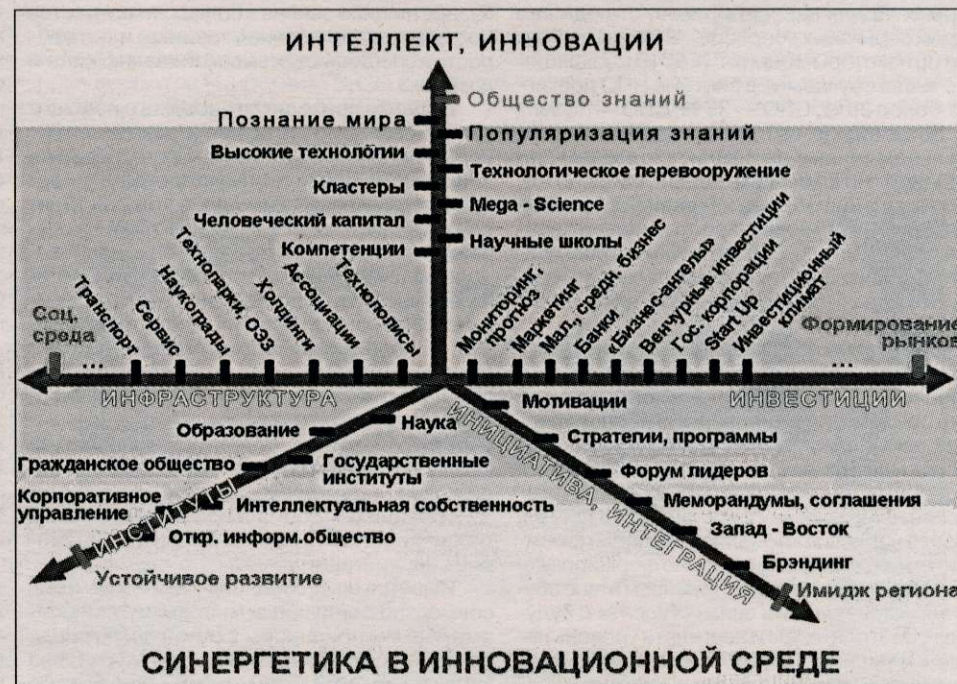 ИНТЕЛЛЕКТ, ИННОВАЦИИ
Общество знаний
Познание мира
Популяризация знаний
Высокие технологии
Технологическое перевооружение
Кластеры
Mega - Science
Человеческий капитал
Научные школы
Компетенции
Соц.
среда
...
Транспорт
Сервис
Наукограды
Технопарки, ОЭЗ
Холдинги
Ассоциации
Технополисы
Мониторинг,
прогноз
Маркетинг
Мал., средн. бизнес
Банки
«Бизнес-ангелы»
Венчурные инвестиции
Гос. корпорации
Start Up
Инвестиционный
климат
...
Формирование
рынков
ИНФРАСТРУКТУРА
ИНВЕСТИЦИИ
Наука
Образование
Государственные
институты
Гражданское общество
Интеллектуальная собственность
Корпоративное
управление
Откр. информ.общество
ИНСТИТУТЫ
Устойчивое развитие
Мотивации
Стратегии, программы
Форум лидеров
Меморандумы, соглашения
Запад - Восток
Брэндинг
ИНИЦИАТИВА, ИНТЕГРАЦИЯ
Имидж региона
СИНЕРГЕТИКА В ИННОВАЦИОННОЙ СРЕДЕ